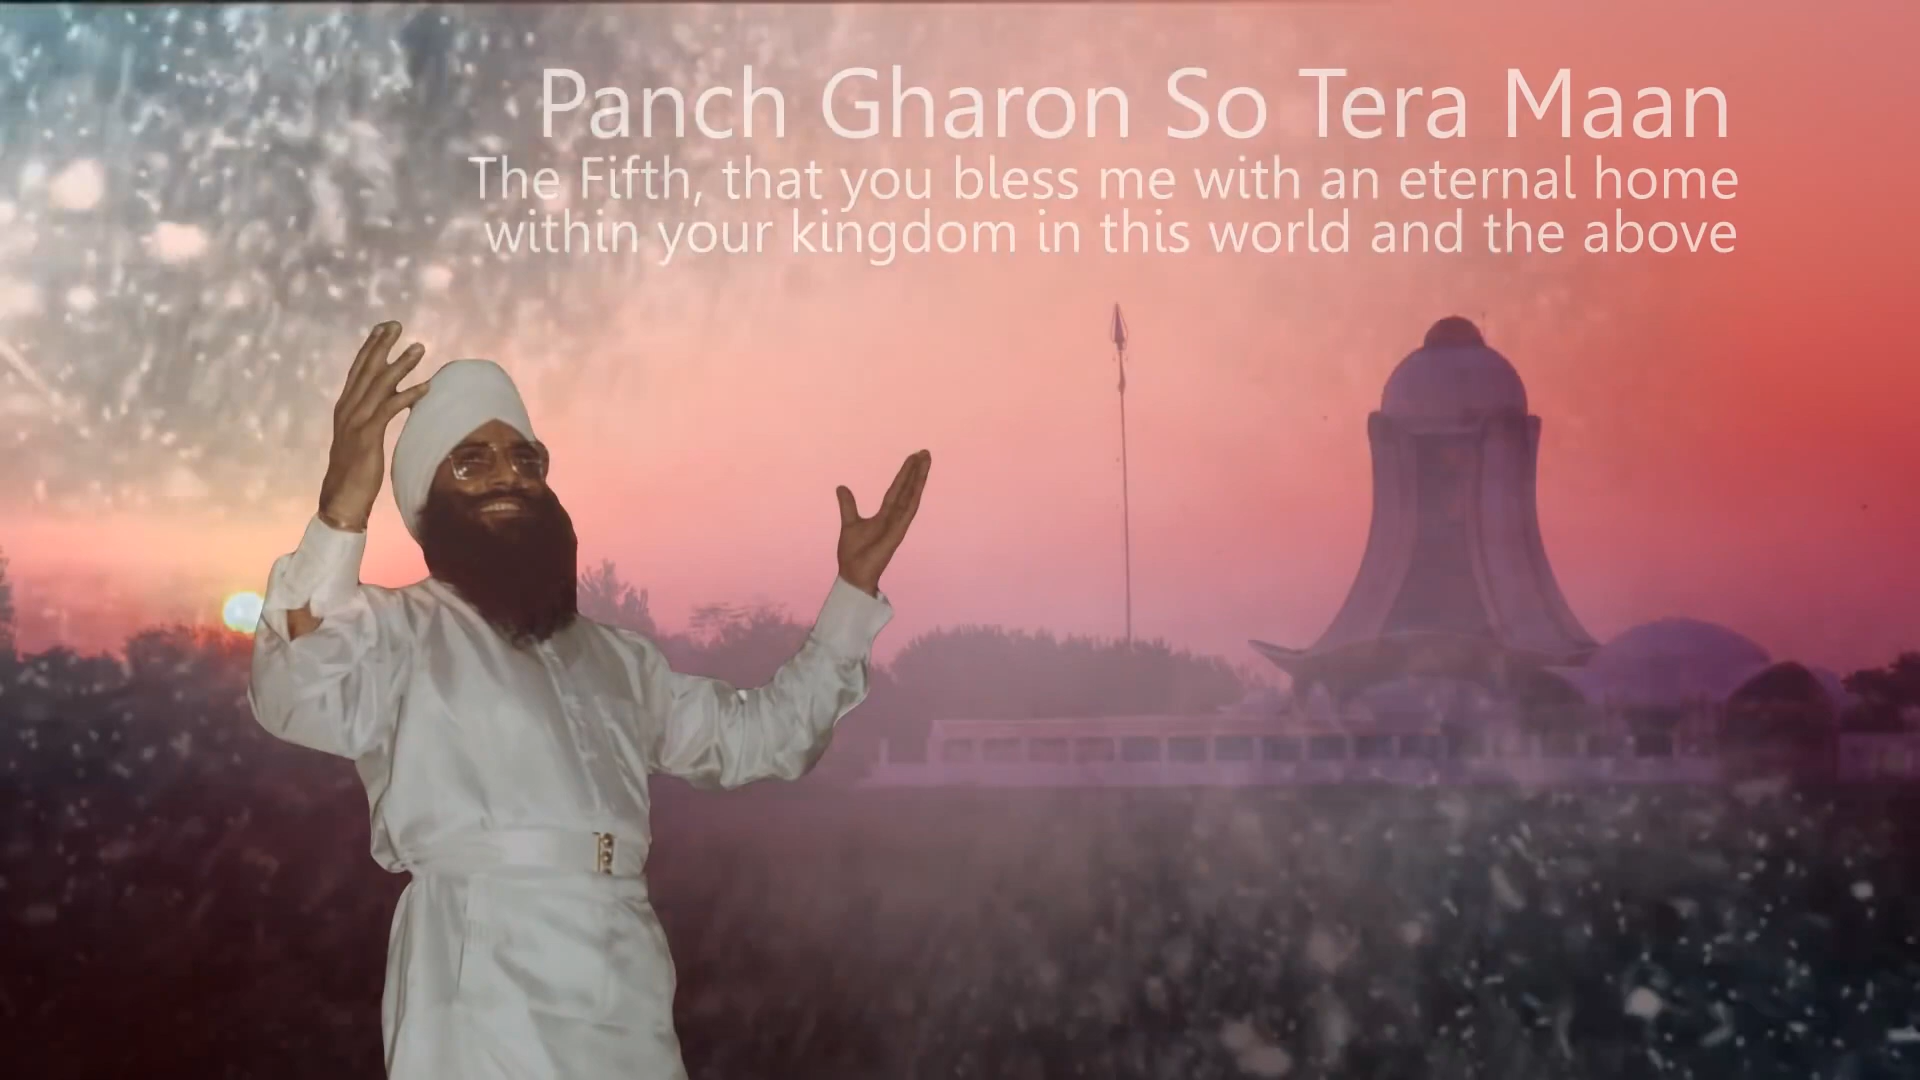 Panch Gharon So Tera Maan
The Fifth, that you bless me with an eternal home
within your kingdom in this world and the above